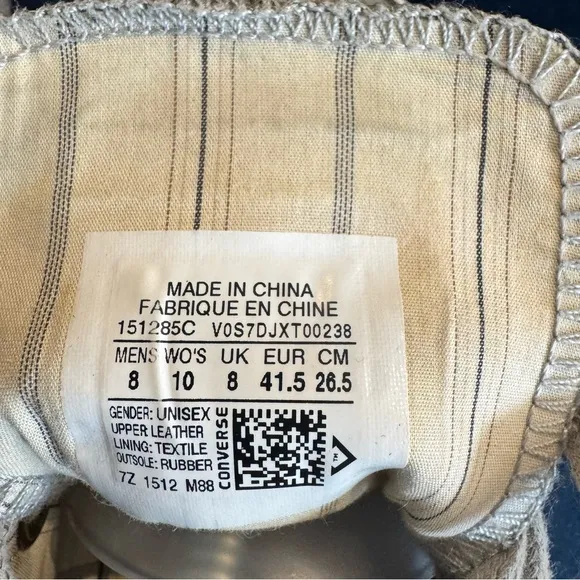 MADE IN CHINA
FABRIQUE EN CHINE
151285C V0S7DJXT00238
MENS WO'S UK EUR CM
8 10 8 41.5 26.5
GENDER: UNISEX
UPPER: LEATHER
LINING: TEXTILE
OUTSOLE: RUBBER
7Z 1512 M88
CONVERSE
E